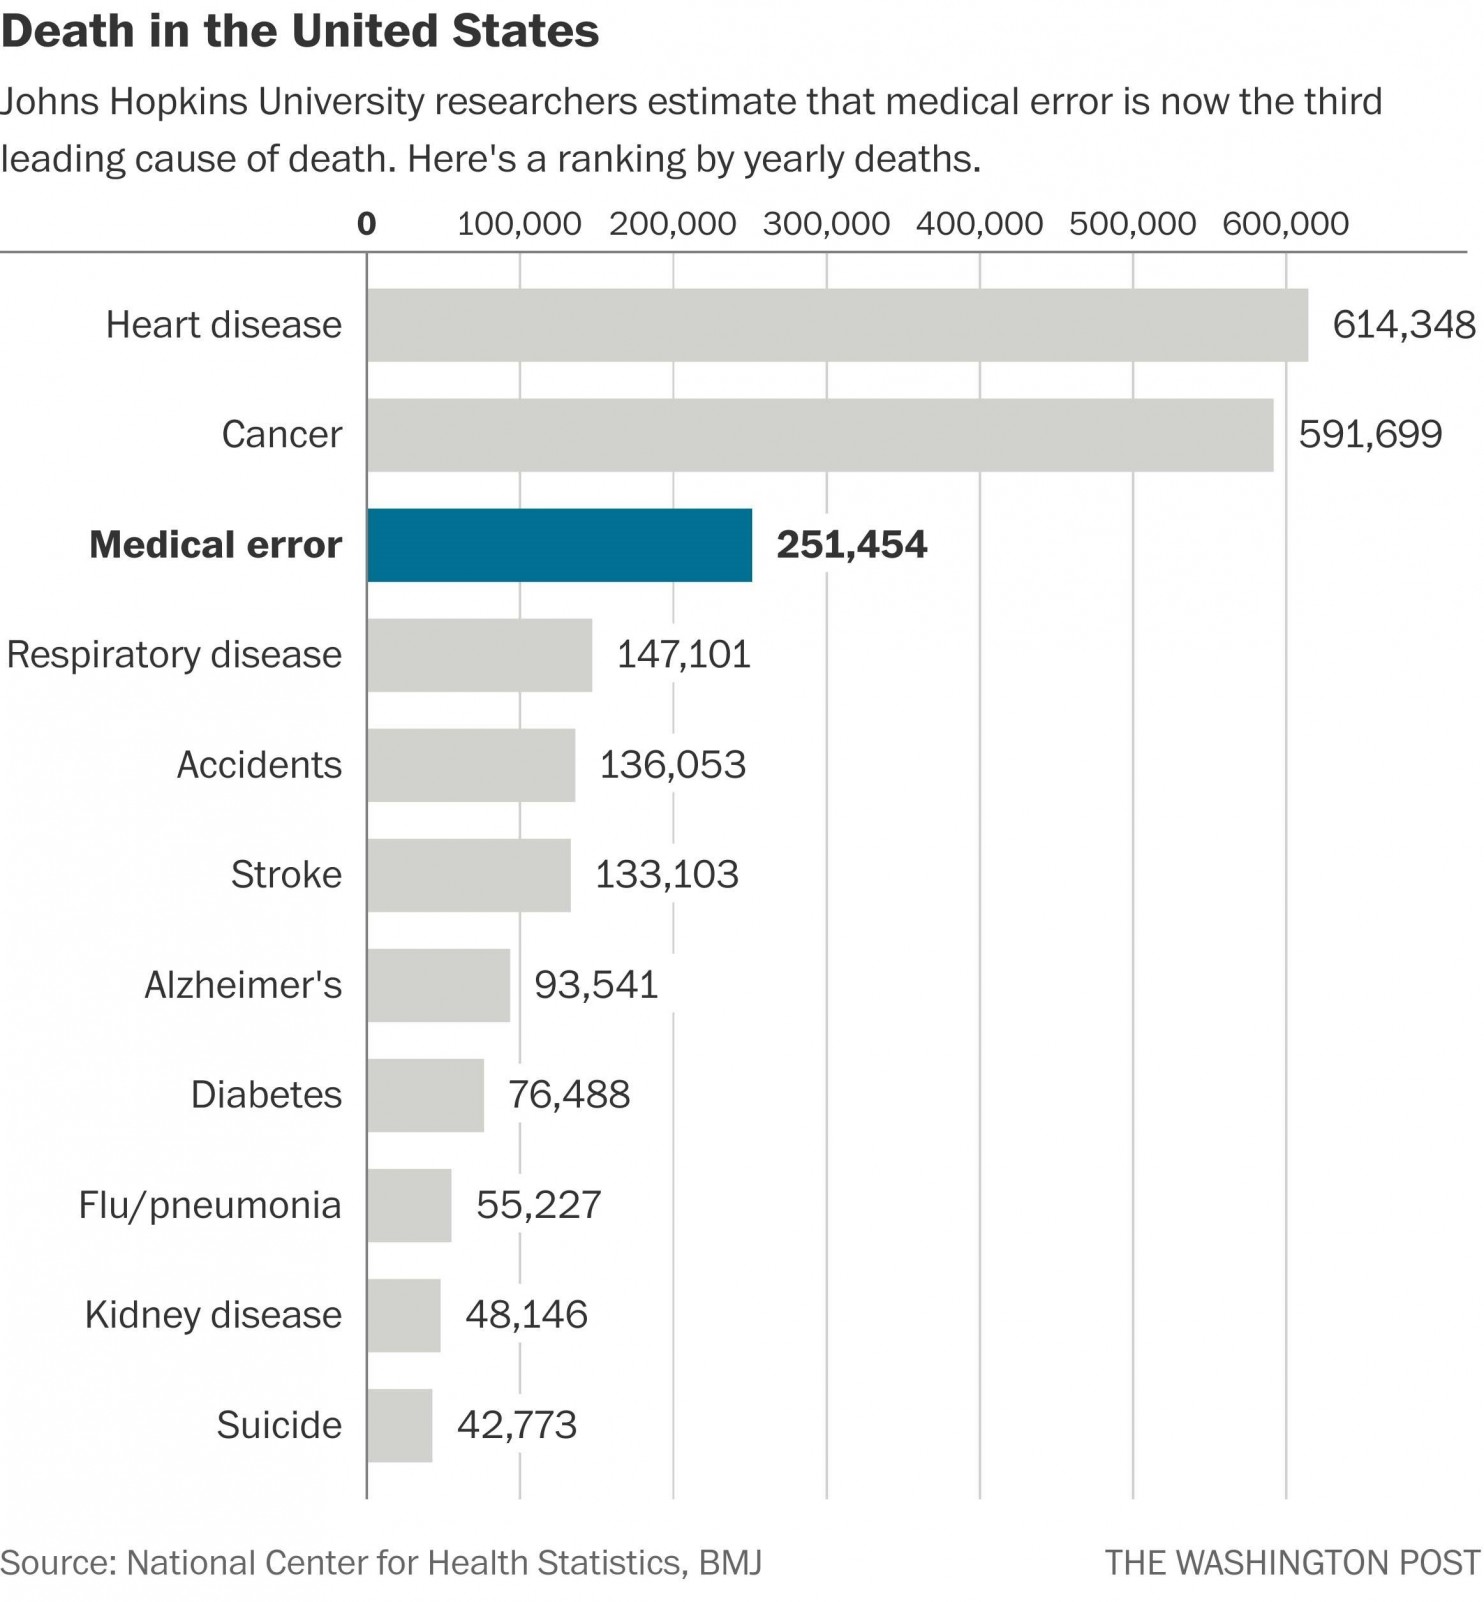 Death in the United States
Johns Hopkins University researchers estimate that medical error is now the third
leading cause of death. Here's a ranking by yearly deaths.
0 100,000 200,000 300,000 400,000 500,000 600,000
Heart disease 614,348
Cancer 591,699
Medical error 251,454
Respiratory disease 147,101
Accidents 136,053
Stroke 133,103
Alzheimer's 93,541
Diabetes 76,488
Flu/pneumonia 55,227
Kidney disease 48,146
Suicide 42,773
Source: National Center for Health Statistics, BMJ THE WASHINGTON POST